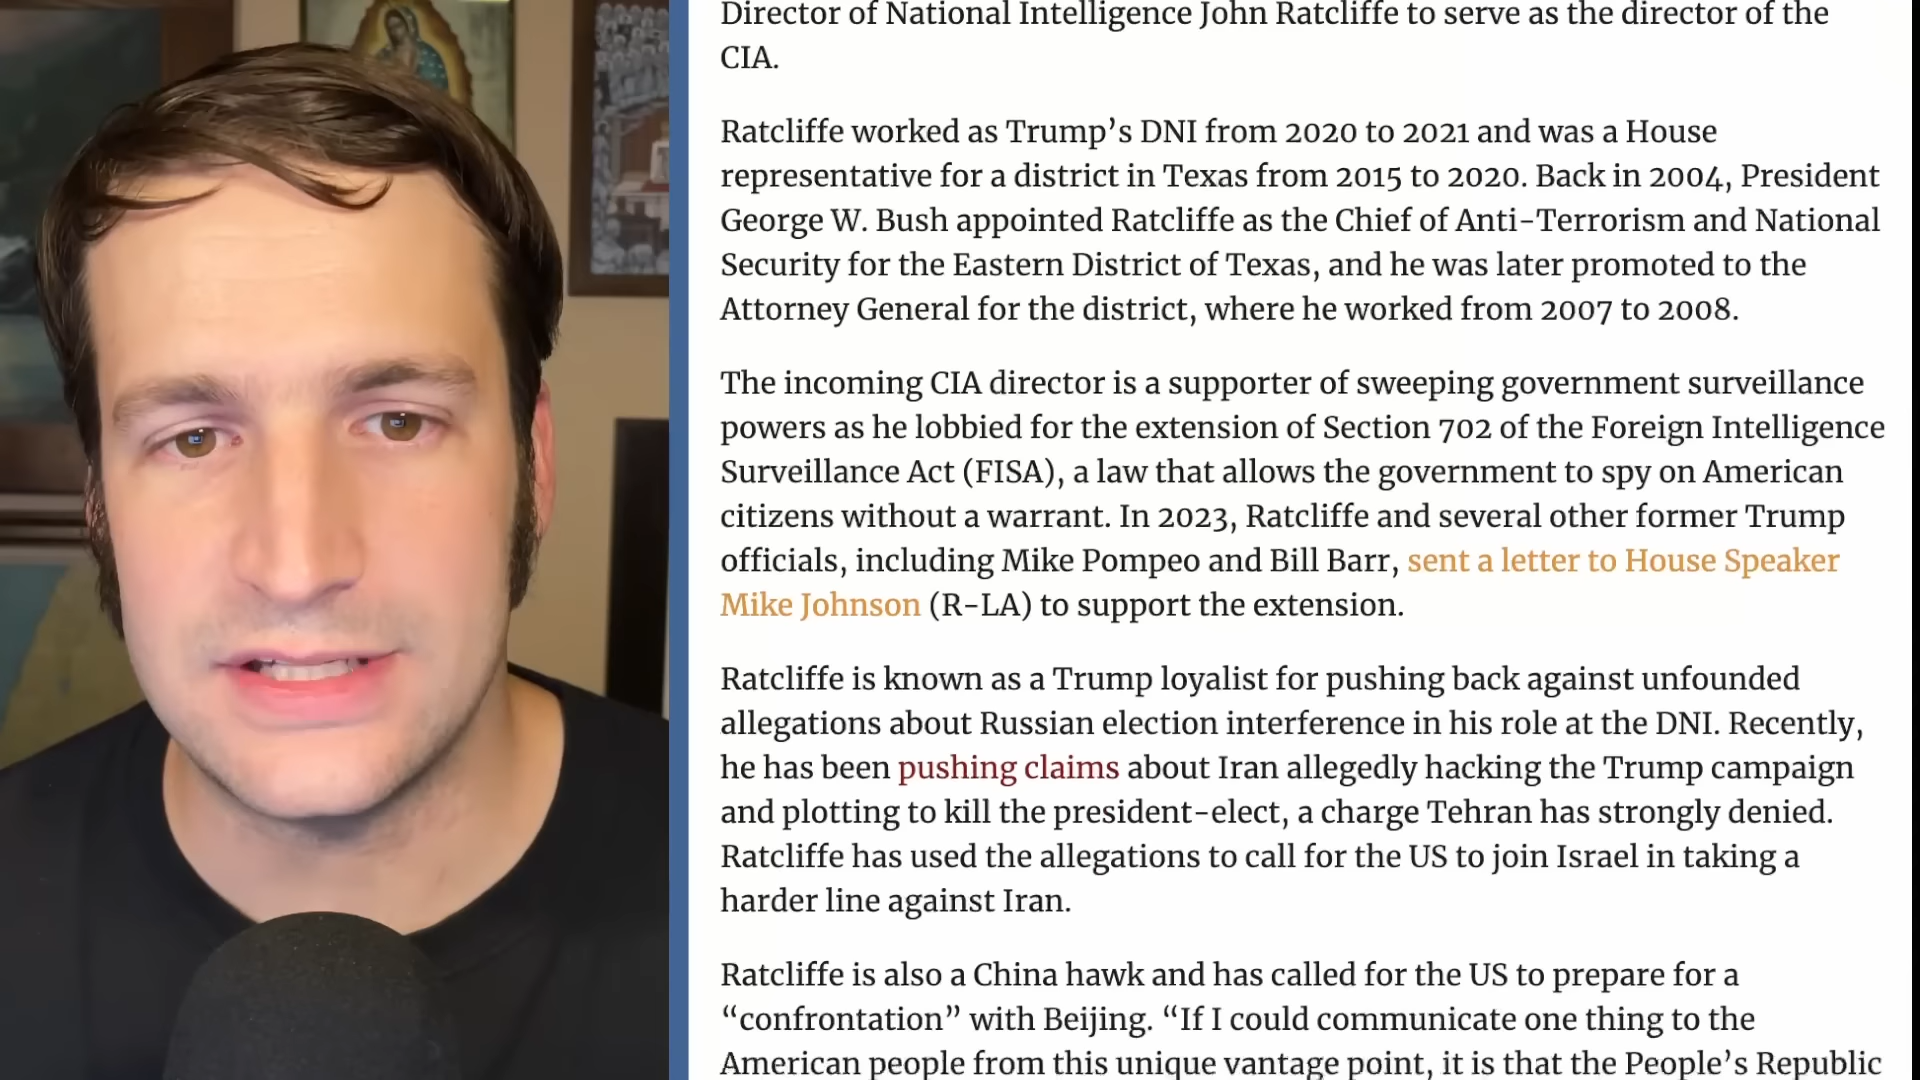 Director of National Intelligence John Ratcliffe to serve as the director of the
CIA.
Ratcliffe worked as Trump’s DNI from 2020 to 2021 and was a House
representative for a district in Texas from 2015 to 2020. Back in 2004, President
George W. Bush appointed Ratcliffe as the Chief of Anti-Terrorism and National
Security for the Eastern District of Texas, and he was later promoted to the
Attorney General for the district, where he worked from 2007 to 2008.
The incoming CIA director is a supporter of sweeping government surveillance
powers as he lobbied for the extension of Section 702 of the Foreign Intelligence
Surveillance Act (FISA), a law that allows the government to spy on American
citizens without a warrant. In 2023, Ratcliffe and several other former Trump
officials, including Mike Pompeo and Bill Barr, sent a letter to House Speaker
Mike Johnson (R-LA) to support the extension.
Ratcliffe is known as a Trump loyalist for pushing back against unfounded
allegations about Russian election interference in his role at the DNI. Recently,
he has been pushing claims about Iran allegedly hacking the Trump campaign
and plotting to kill the president-elect, a charge Tehran has strongly denied.
Ratcliffe has used the allegations to call for the US to join Israel in taking a
harder line against Iran.
Ratcliffe is also a China hawk and has called for the US to prepare for a
“confrontation” with Beijing. “If I could communicate one thing to the
American people from this unique vantage point, it is that the People’s Republic